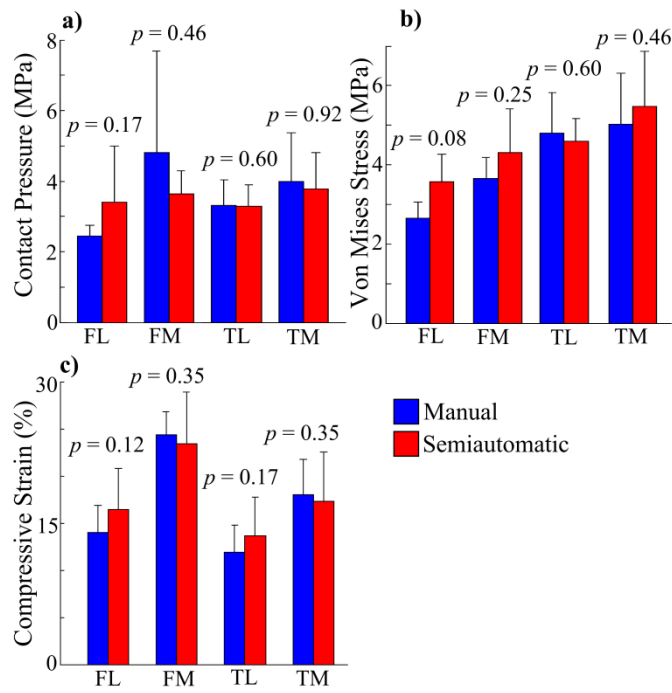 a)
Contact Pressure (MPa)
8
6
4
2
0
p = 0.17
p = 0.46
p = 0.60
p = 0.92
FL
FM
TL
TM
b)
Von Mises Stress (MPa)
6
4
2
0
p = 0.08
p = 0.25
p = 0.60
p = 0.46
FL
FM
TL
TM
c)
Compressive Strain (%)
30
15
0
p = 0.12
p = 0.35
p = 0.17
p = 0.35
FL
FM
TL
TM
Manual
Semiautomatic